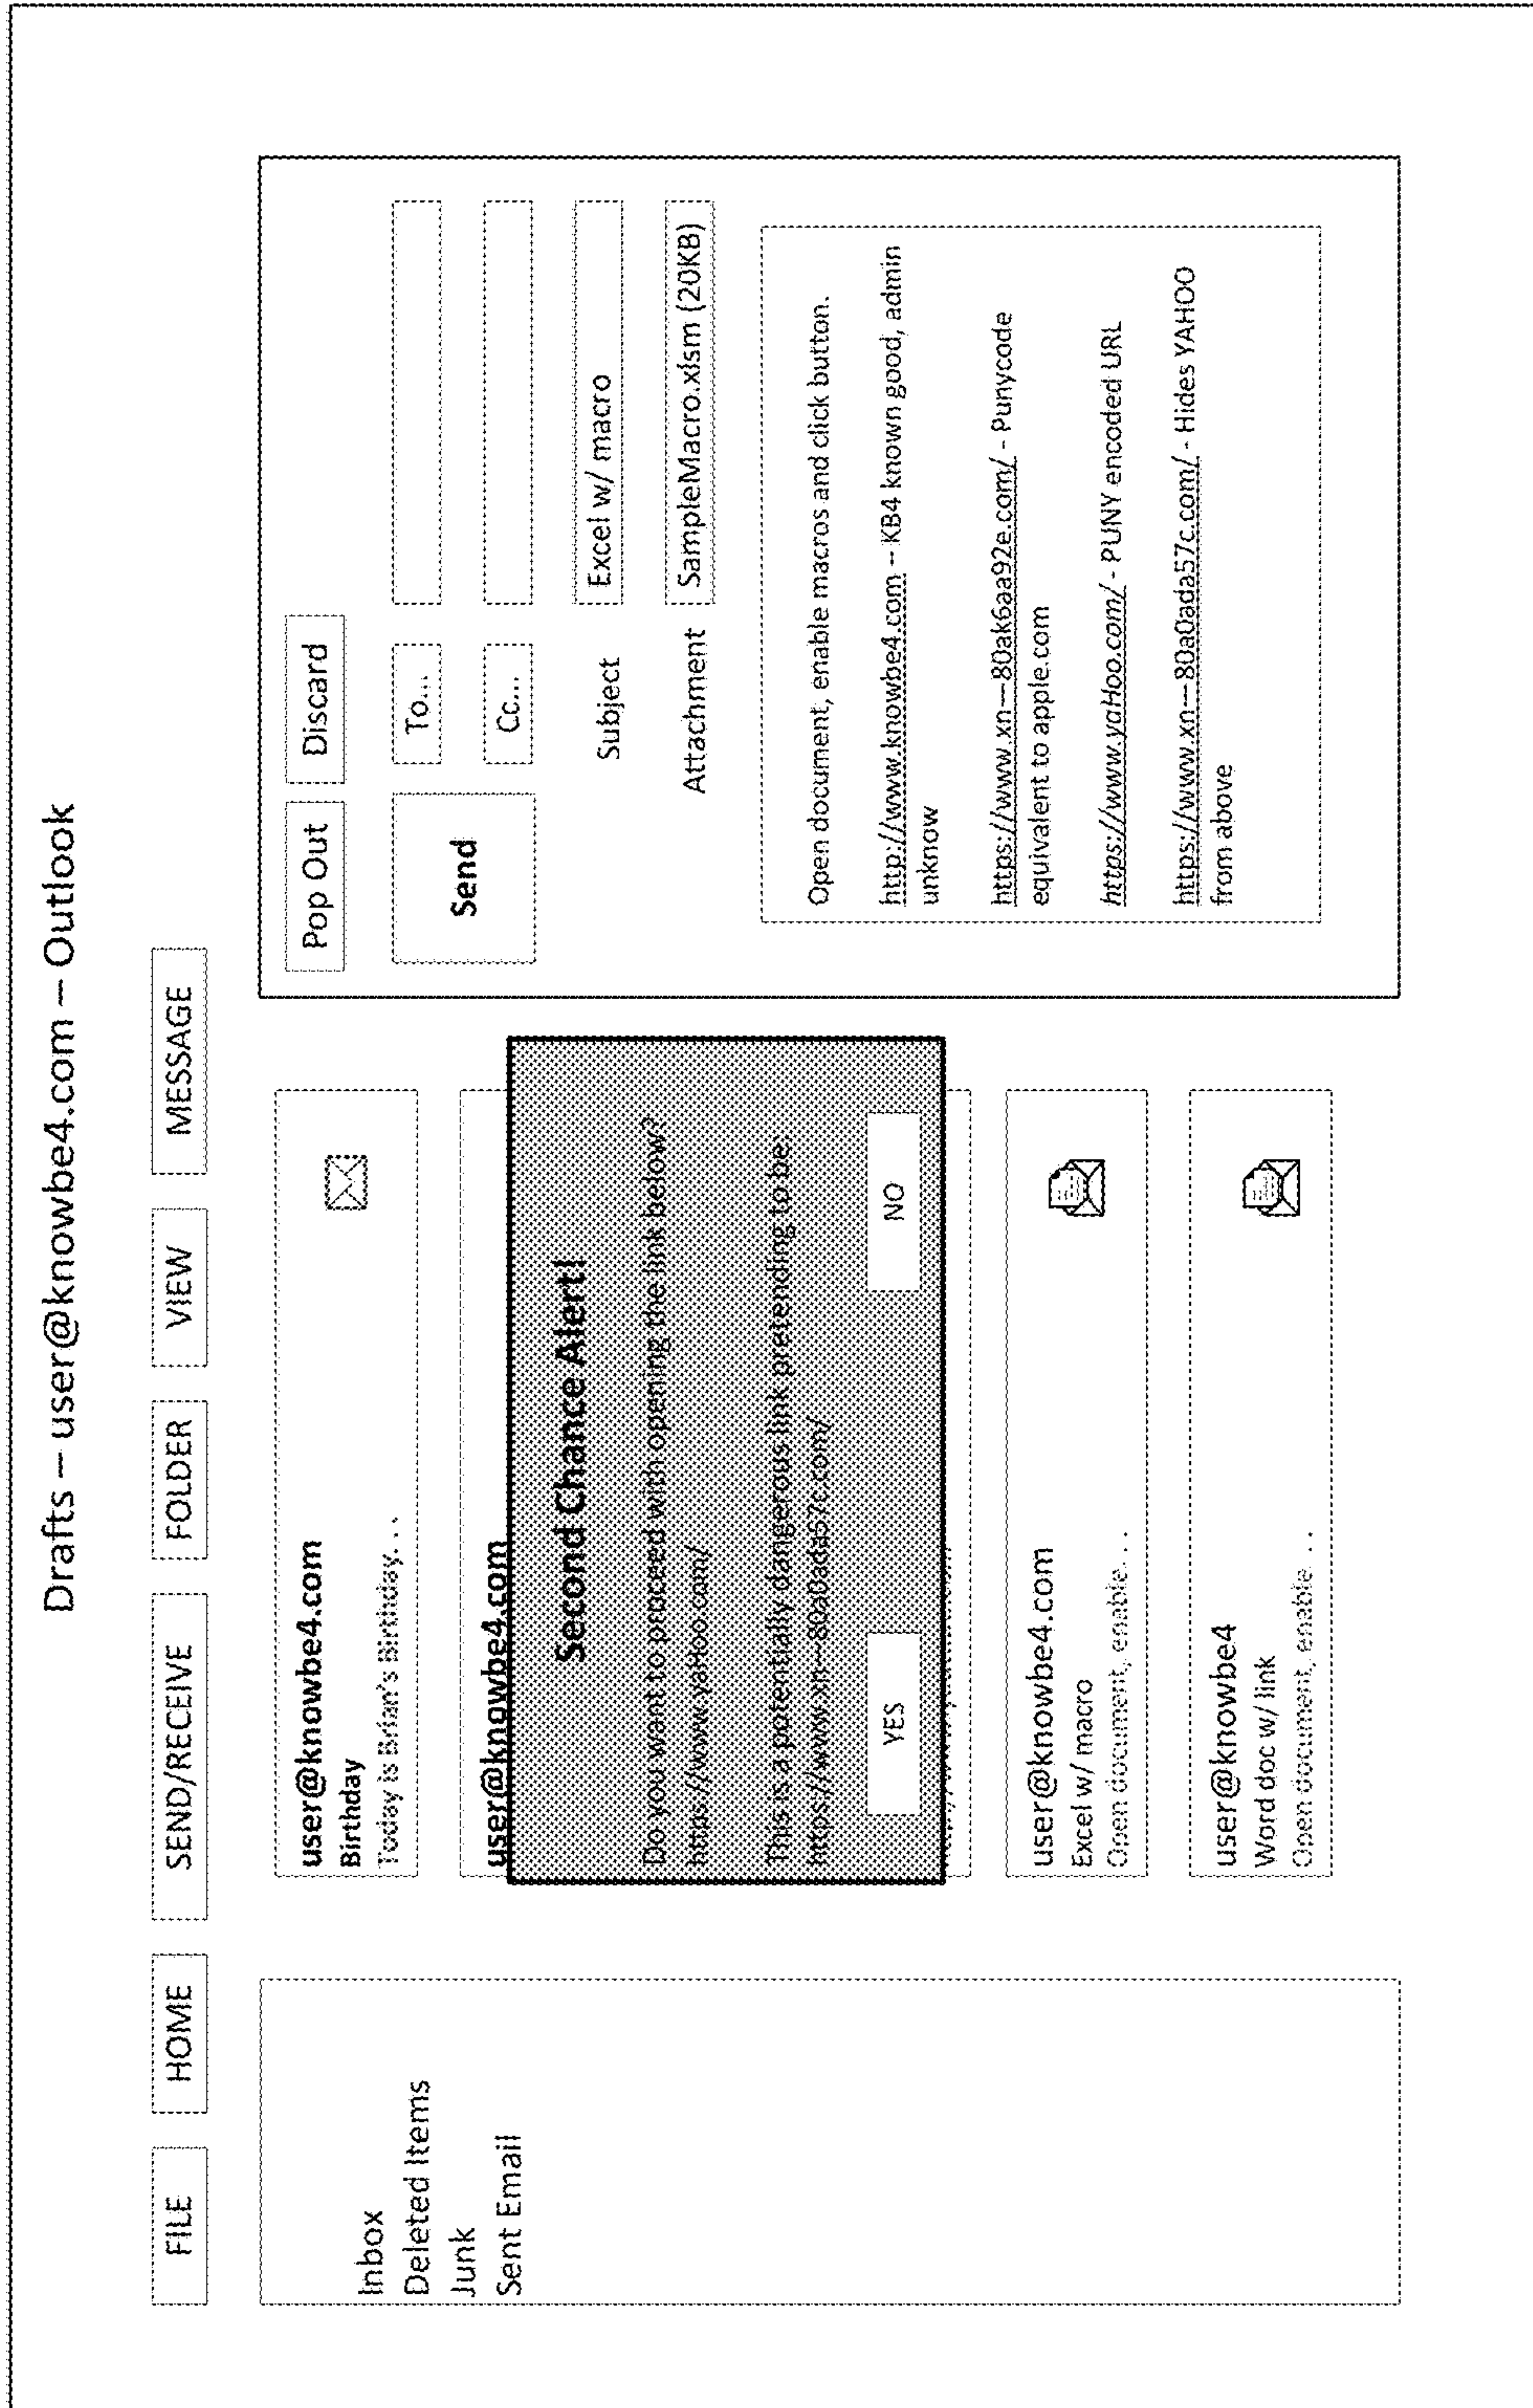 Drafts – user@knowbe4.com – Outlook
FILE
HOME
SEND/RECEIVE
FOLDER
VIEW
MESSAGE
Inbox
Deleted Items
Junk
Sent Email
user@knowbe4.com
Birthday
Today is Brian's Birthday. . .
user@knowbe4.com
Second Chance Alert!
Do you want to proceed with opening the link below?
https://www.yaHoo.com/
This is a potentially dangerous link pretending to be:
https://www.xn—80a0ada57c.com/
YES
NO
user@knowbe4.com
Excel w/ macro
Open document, enable. . .
user@knowbe4
Word doc w/ link
Open document, enable. . .
Pop Out
Discard
Send
To...
Cc...
Subject
Excel w/ macro
Attachment
SampleMacro.xlsm (20KB)
Open document, enable macros and click button.
http://www.knowbe4.com -- KB4 known good, admin
unknow
https://www.xn—80ak6aa92e.com/ - Punycode
equivalent to apple.com
https://www.yaHoo.com/ - PUNY encoded URL
https://www.xn—80a0ada57c.com/ - Hides YAHOO
from above